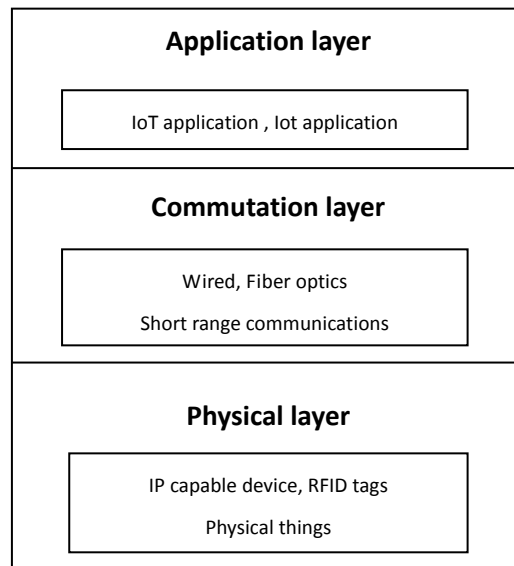 Application layer
IoT application , Iot application
Commutation layer
Wired, Fiber optics
Short range communications
Physical layer
IP capable device, RFID tags
Physical things